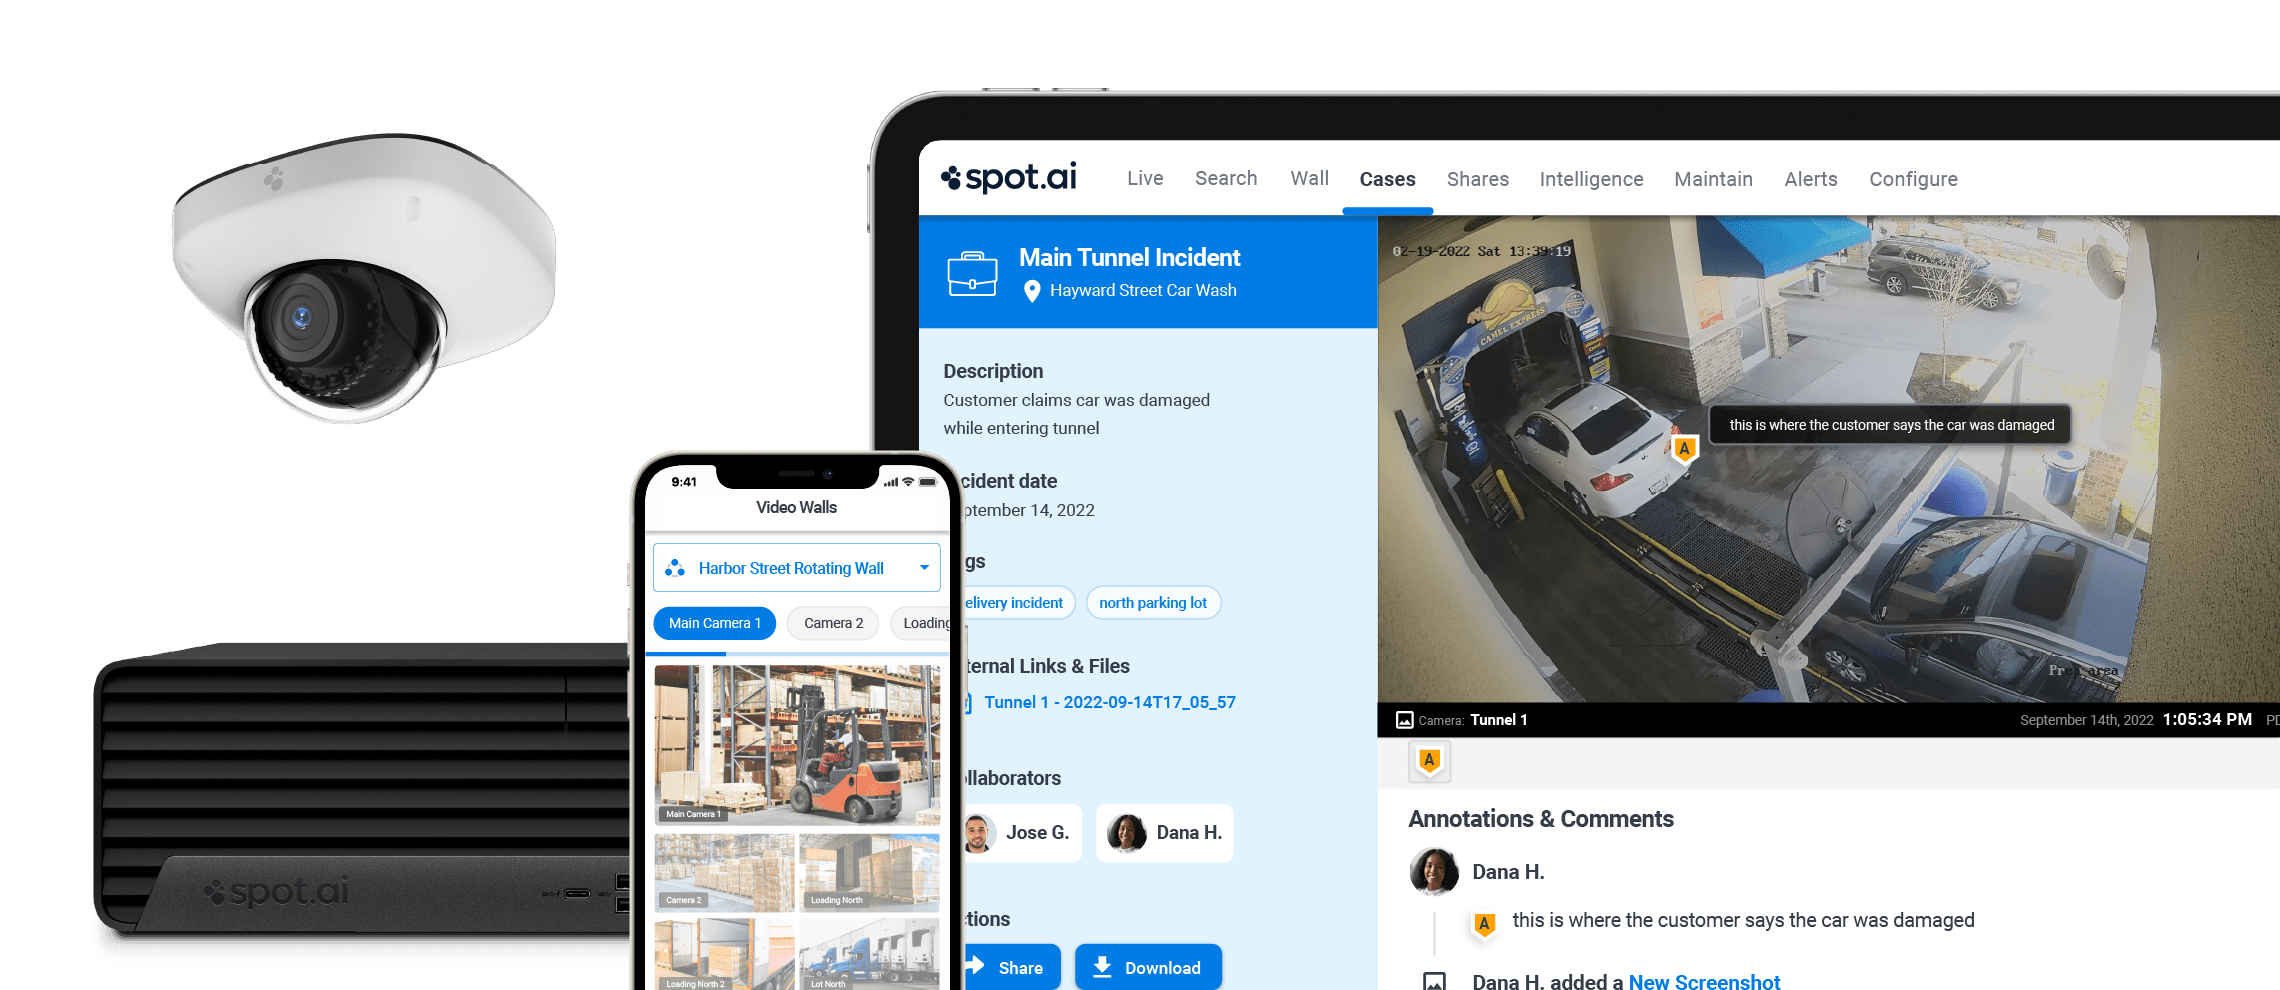 spot.ai
Live
Search
Wall
Cases
Shares
Intelligence
Maintain
Alerts
Configure
Main Tunnel Incident
Hayward Street Car Wash
Description
Customer claims car was damaged
while entering tunnel
cident date
ptember 14, 2022
gs
elivery incident
north parking lot
ternal Links & Files
Tunnel 1 - 2022-09-14T17_05_57
ollaborators
Jose G.
Dana H.
tions
Share
Download
02-19-2022 Sat 13:39:19
CAMEL EXPRESS
this is where the customer says the car was damaged
A
Pre area
Camera: Tunnel 1
September 14th, 2022 1:05:34 PM PD
A
Annotations & Comments
Dana H.
A this is where the customer says the car was damaged
Dana H. added a New Screenshot
9:41
Video Walls
Harbor Street Rotating Wall
Main Camera 1
Camera 2
Loading
Main Camera 1
Camera 2
Loading North
Loading North 2
Lot North
spot.ai